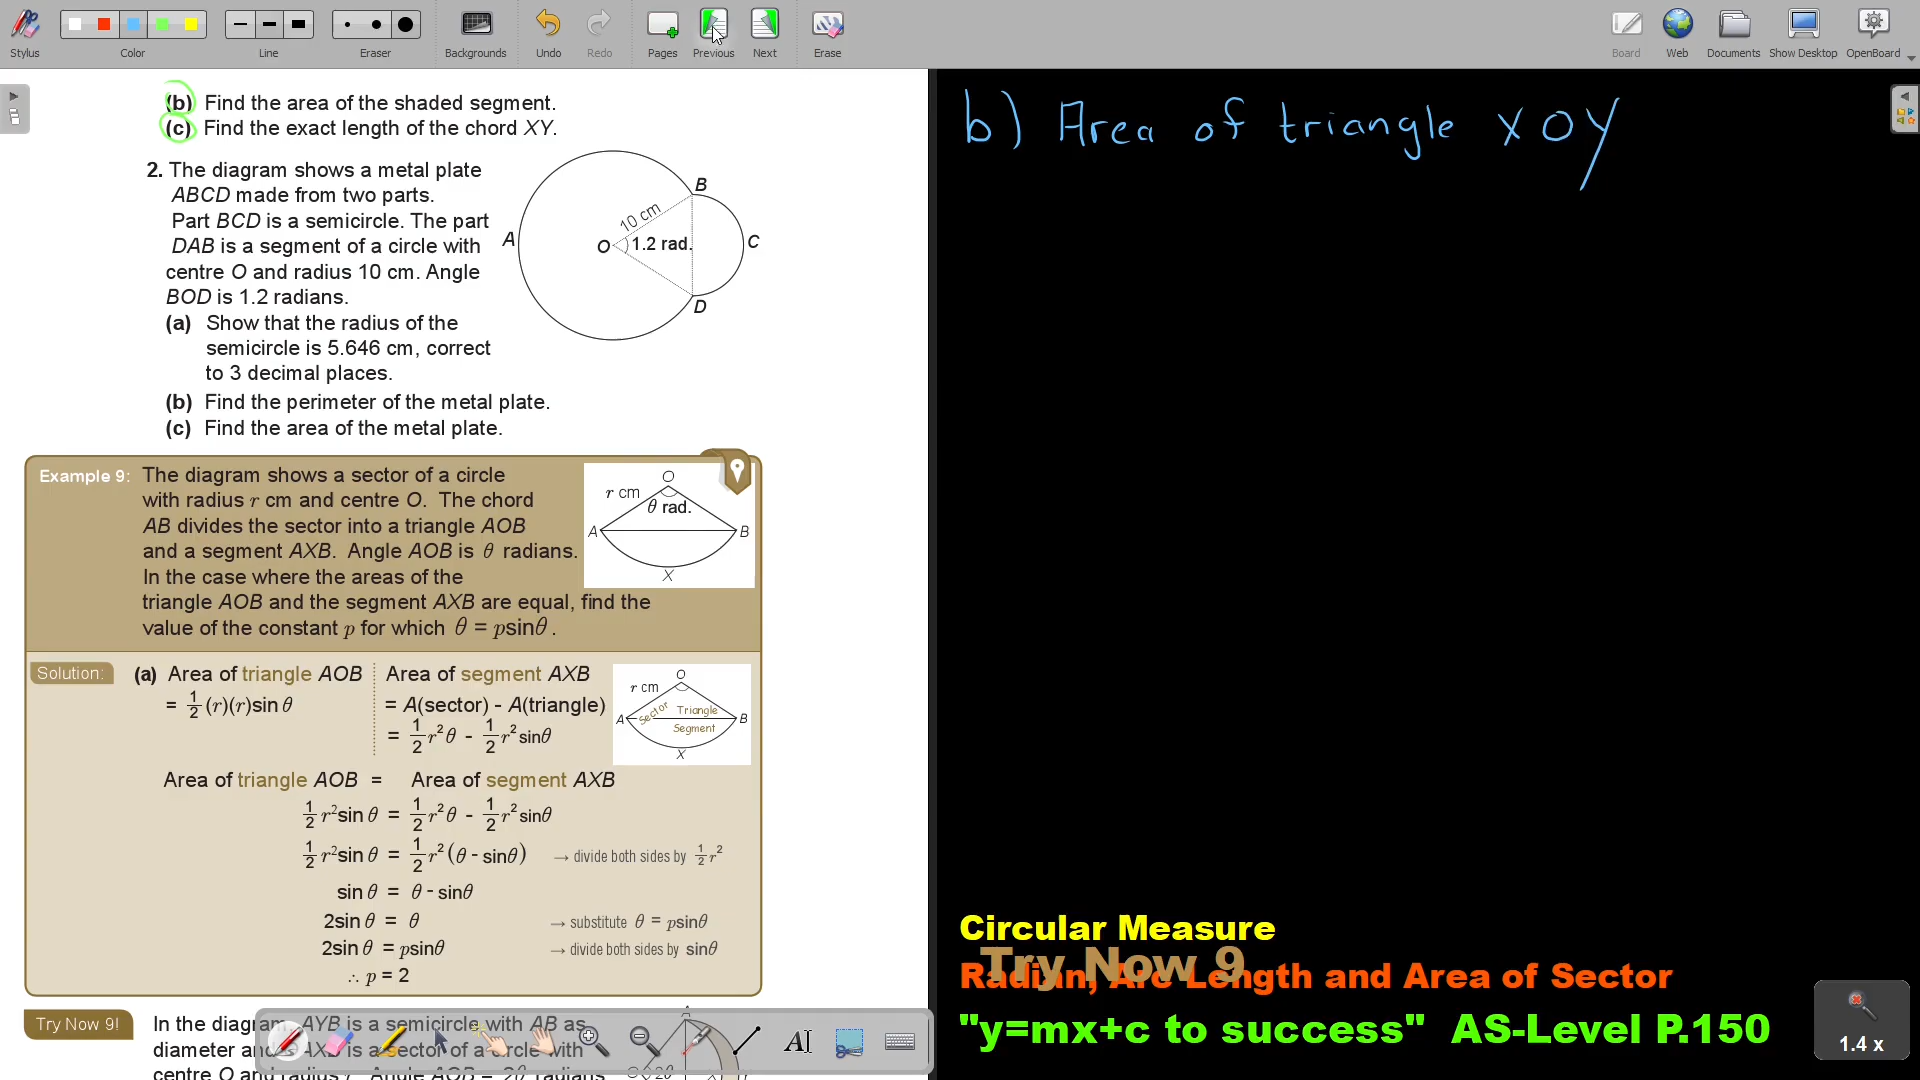 Stylus Color Line Eraser Backgrounds Undo Redo Pages Previous Next Erase Board Web Documents Show Desktop OpenBoard
(b) Find the area of the shaded segment.
(c) Find the exact length of the chord XY.
2. The diagram shows a metal plate
ABCD made from two parts.
Part BCD is a semicircle. The part
DAB is a segment of a circle with
centre O and radius 10 cm. Angle
BOD is 1.2 radians.
(a) Show that the radius of the
semicircle is 5.646 cm, correct
to 3 decimal places.
(b) Find the perimeter of the metal plate.
(c) Find the area of the metal plate.
B
10 cm
A
O
1.2 rad.
C
D
Example 9: The diagram shows a sector of a circle
with radius r cm and centre O. The chord
AB divides the sector into a triangle AOB
and a segment AXB. Angle AOB is θ radians.
In the case where the areas of the
triangle AOB and the segment AXB are equal, find the
value of the constant p for which θ = psinθ.
O
r cm
θ rad.
A
B
X
Solution: (a) Area of triangle AOB
= 1/2 (r)(r)sin θ
Area of segment AXB
= A(sector) - A(triangle)
= 1/2 r²θ - 1/2 r²sinθ
O
r cm
A
Sector
Triangle
B
Segment
X
Area of triangle AOB = Area of segment AXB
1/2 r²sin θ = 1/2 r²θ - 1/2 r²sinθ
1/2 r²sin θ = 1/2 r²(θ - sinθ) → divide both sides by 1/2 r²
sin θ = θ - sinθ
2sin θ = θ → substitute θ = psinθ
2sin θ = psinθ → divide both sides by sinθ
∴ p = 2
Try Now 9! In the diagram, AYB is a semicircle with AB as
diameter and AXB is a sector of a circle with
centre O and radius r. Angle AOB = 2θ radians
b) Area of triangle XOY
Circular Measure
Try Now 9
Radian, Arc Length and Area of Sector
"y=mx+c to success" AS-Level P.150
1.4 x